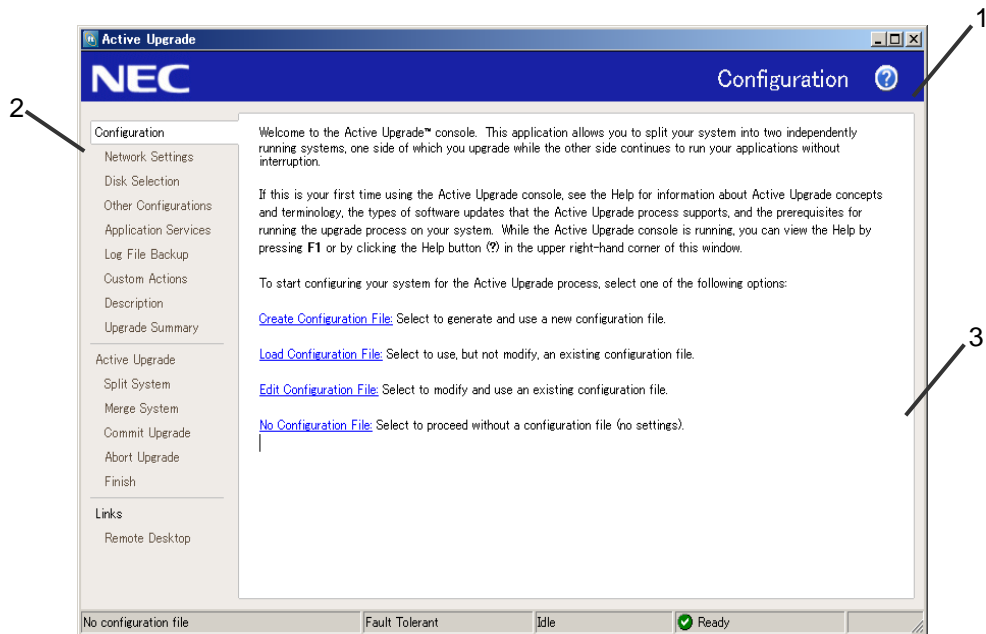 1
Active Upgrade
NEC
Configuration ?
2
Configuration
Network Settings
Disk Selection
Other Configurations
Application Services
Log File Backup
Custom Actions
Description
Upgrade Summary
Active Upgrade
Split System
Merge System
Commit Upgrade
Abort Upgrade
Finish
Links
Remote Desktop
Welcome to the Active Upgrade™ console. This application allows you to split your system into two independently
running systems, one side of which you upgrade while the other side continues to run your applications without
interruption.
If this is your first time using the Active Upgrade console, see the Help for information about Active Upgrade concepts
and terminology, the types of software updates that the Active Upgrade process supports, and the prerequisites for
running the upgrade process on your system. While the Active Upgrade console is running, you can view the Help by
pressing F1 or by clicking the Help button (?) in the upper right-hand corner of this window.
To start configuring your system for the Active Upgrade process, select one of the following options:
Create Configuration File: Select to generate and use a new configuration file.
Load Configuration File: Select to use, but not modify, an existing configuration file.
Edit Configuration File: Select to modify and use an existing configuration file.
No Configuration File: Select to proceed without a configuration file (no settings).
3
No configuration file
Fault Tolerant
Idle
Ready